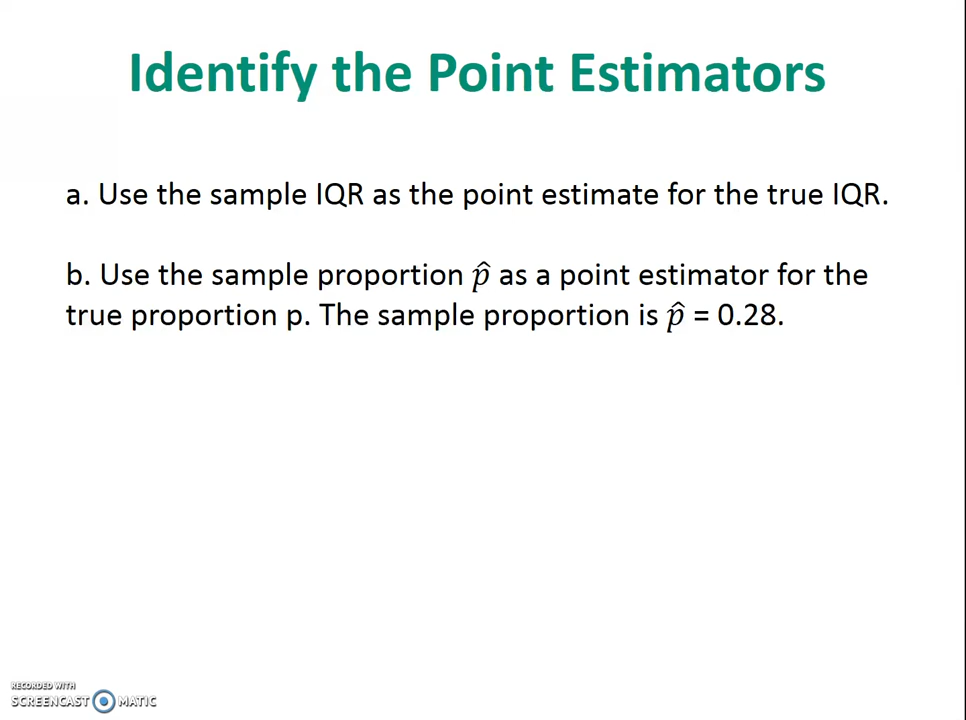 Identify the Point Estimators
a. Use the sample IQR as the point estimate for the true IQR.
b. Use the sample proportion p̂ as a point estimator for the
true proportion p. The sample proportion is p̂ = 0.28.
RECORDED WITH
SCREENCAST MATIC